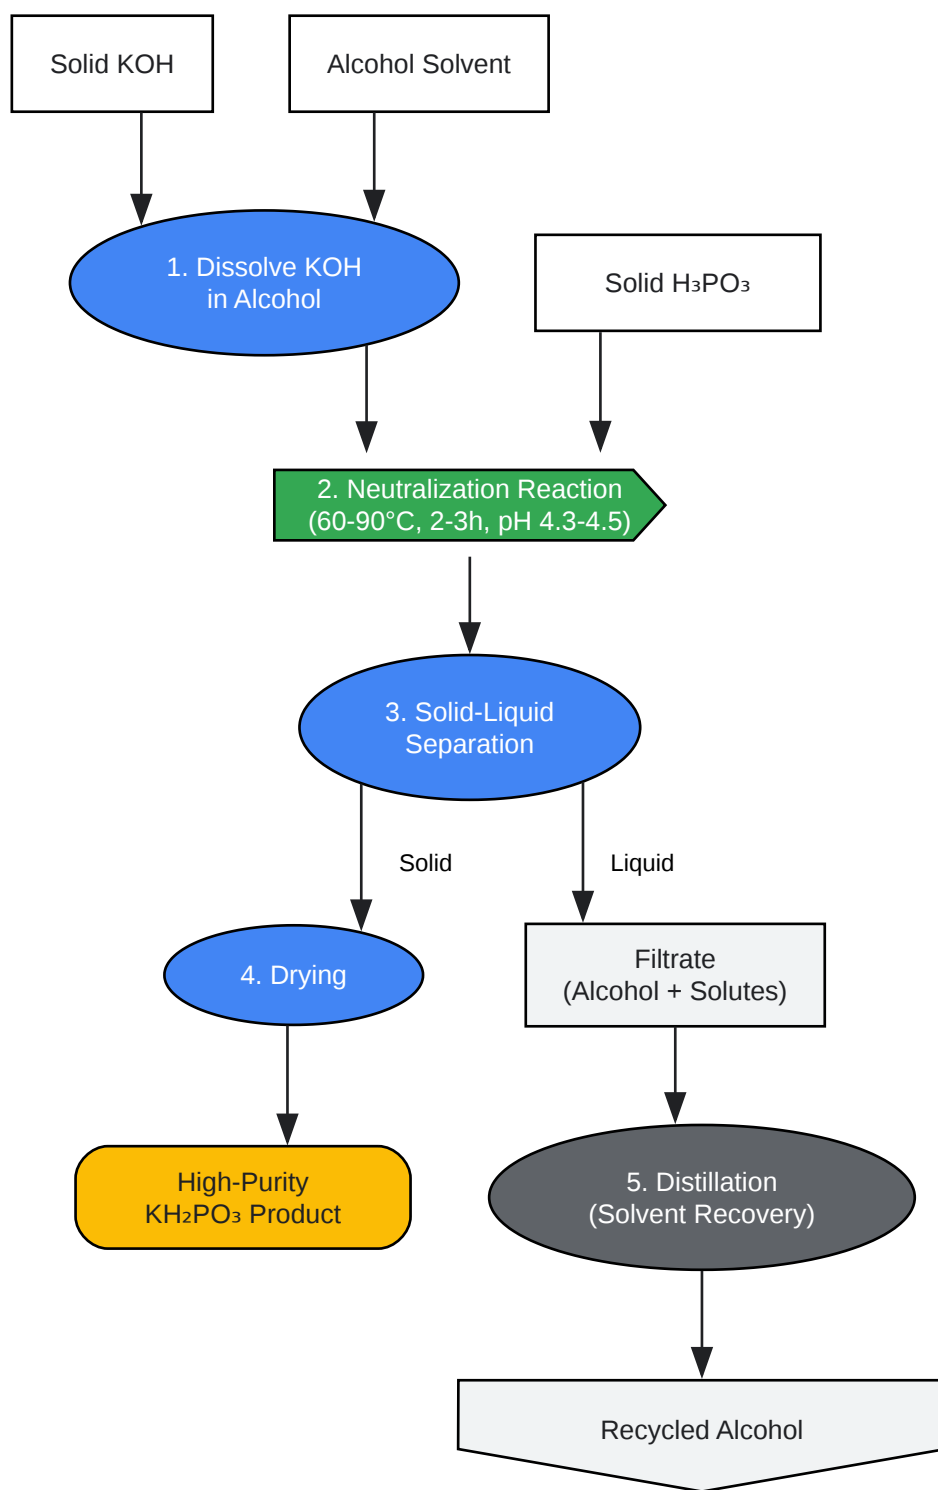 Solid KOH
Alcohol Solvent
1. Dissolve KOH
in Alcohol
Solid H₃PO₃
2. Neutralization Reaction
(60-90°C, 2-3h, pH 4.3-4.5)
3. Solid-Liquid
Separation
Solid
Liquid
4. Drying
Filtrate
(Alcohol + Solutes)
High-Purity
KH₂PO₃ Product
5. Distillation
(Solvent Recovery)
Recycled Alcohol